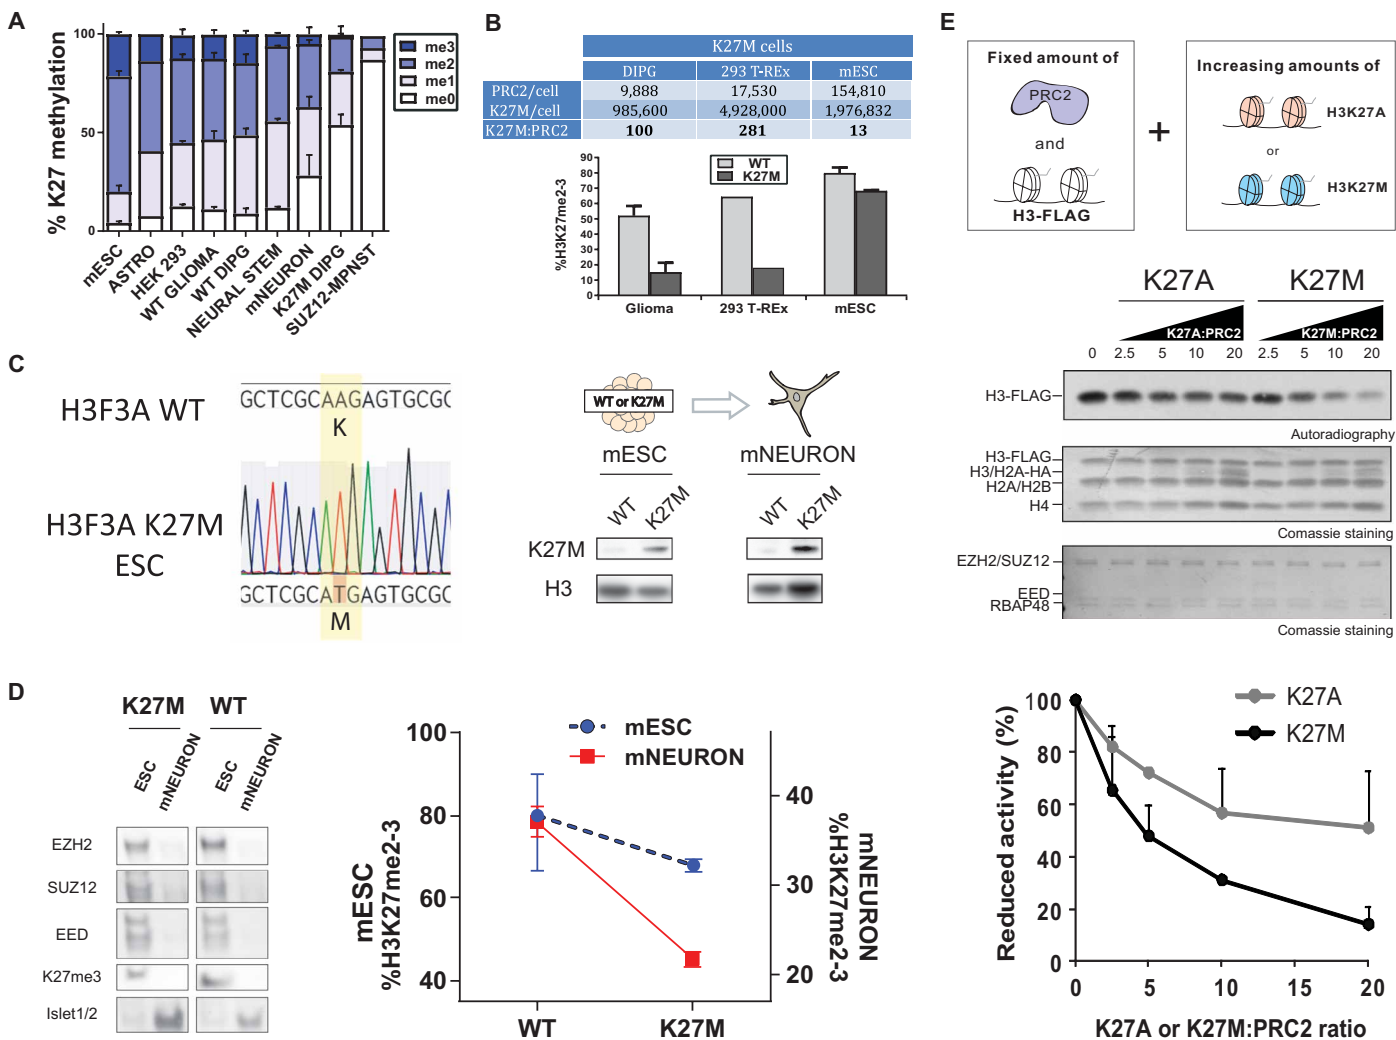 A
% K27 methylation
100
50
0
me3
me2
me1
me0
mESC
ASTRO
HEK 293
WT GLIOMA
WT DIPG
NEURAL STEM
mNEURON
K27M DIPG
SUZ12-MPNST
B
K27M cells
DIPG 293 T-REx mESC
PRC2/cell 9,888 17,530 154,810
K27M/cell 985,600 4,928,000 1,976,832
K27M:PRC2 100 281 13
%H3K27me2-3
90
80
70
60
50
40
30
20
10
0
WT
K27M
Glioma 293 T-REx mESC
C
H3F3A WT
GCTCGCAAGAGTGCGC
K
H3F3A K27M
ESC
GCTCGCATGAGTGCGC
M
WT or K27M
mESC mNEURON
WT K27M WT K27M
K27M
H3
D
K27M WT
ESC mNEURON ESC mNEURON
EZH2
SUZ12
EED
K27me3
Islet1/2
mESC
%H3K27me2-3
100
80
60
40
mESC
mNEURON
40
30
20
mNEURON
%H3K27me2-3
WT K27M
E
Fixed amount of
PRC2
and
H3-FLAG
+
Increasing amounts of
H3K27A
or
H3K27M
K27A K27M
K27A:PRC2 K27M:PRC2
0 2.5 5 10 20 2.5 5 10 20
H3-FLAG
Autoradiography
H3-FLAG
H3/H2A-HA
H2A/H2B
H4
Comassie staining
EZH2/SUZ12
EED
RBAP48
Comassie staining
Reduced activity (%)
100
80
60
40
20
0
K27A
K27M
0 5 10 15 20
K27A or K27M:PRC2 ratio